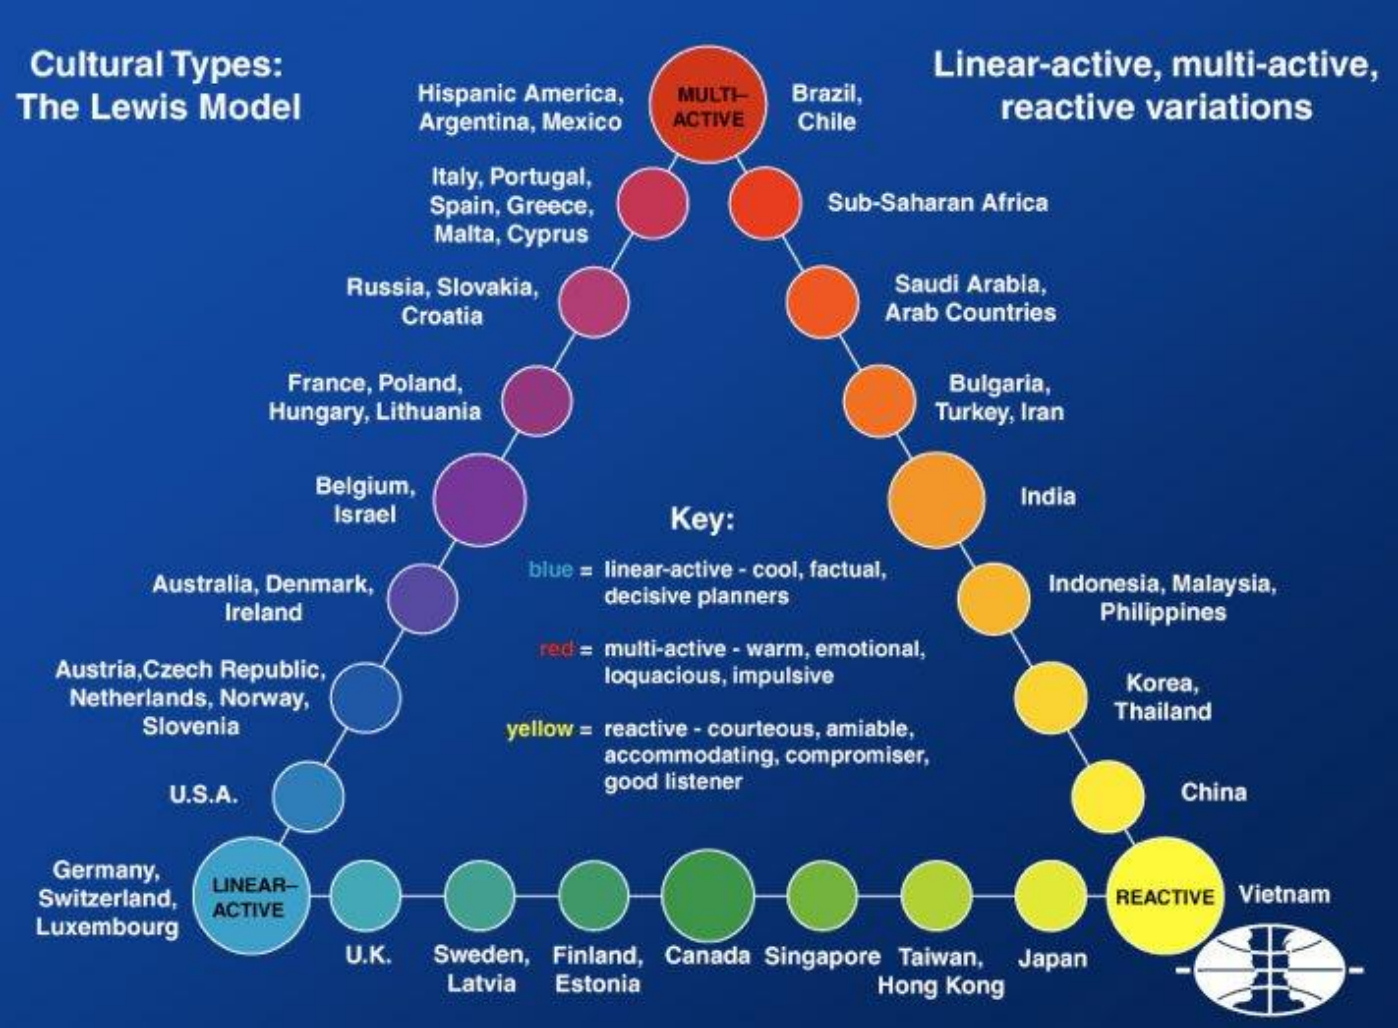 Cultural Types:
The Lewis Model
Linear-active, multi-active,
reactive variations
MULTI–
ACTIVE
Hispanic America,
Argentina, Mexico
Brazil,
Chile
Italy, Portugal,
Spain, Greece,
Malta, Cyprus
Sub-Saharan Africa
Russia, Slovakia,
Croatia
Saudi Arabia,
Arab Countries
France, Poland,
Hungary, Lithuania
Bulgaria,
Turkey, Iran
Belgium,
Israel
India
Key:
blue = linear-active - cool, factual,
decisive planners
red = multi-active - warm, emotional,
loquacious, impulsive
yellow = reactive - courteous, amiable,
accommodating, compromiser,
good listener
Australia, Denmark,
Ireland
Indonesia, Malaysia,
Philippines
Austria,Czech Republic,
Netherlands, Norway,
Slovenia
Korea,
Thailand
U.S.A.
China
Germany,
Switzerland,
Luxembourg
LINEAR–
ACTIVE
REACTIVE
Vietnam
U.K.
Sweden,
Latvia
Finland,
Estonia
Canada
Singapore
Taiwan,
Hong Kong
Japan